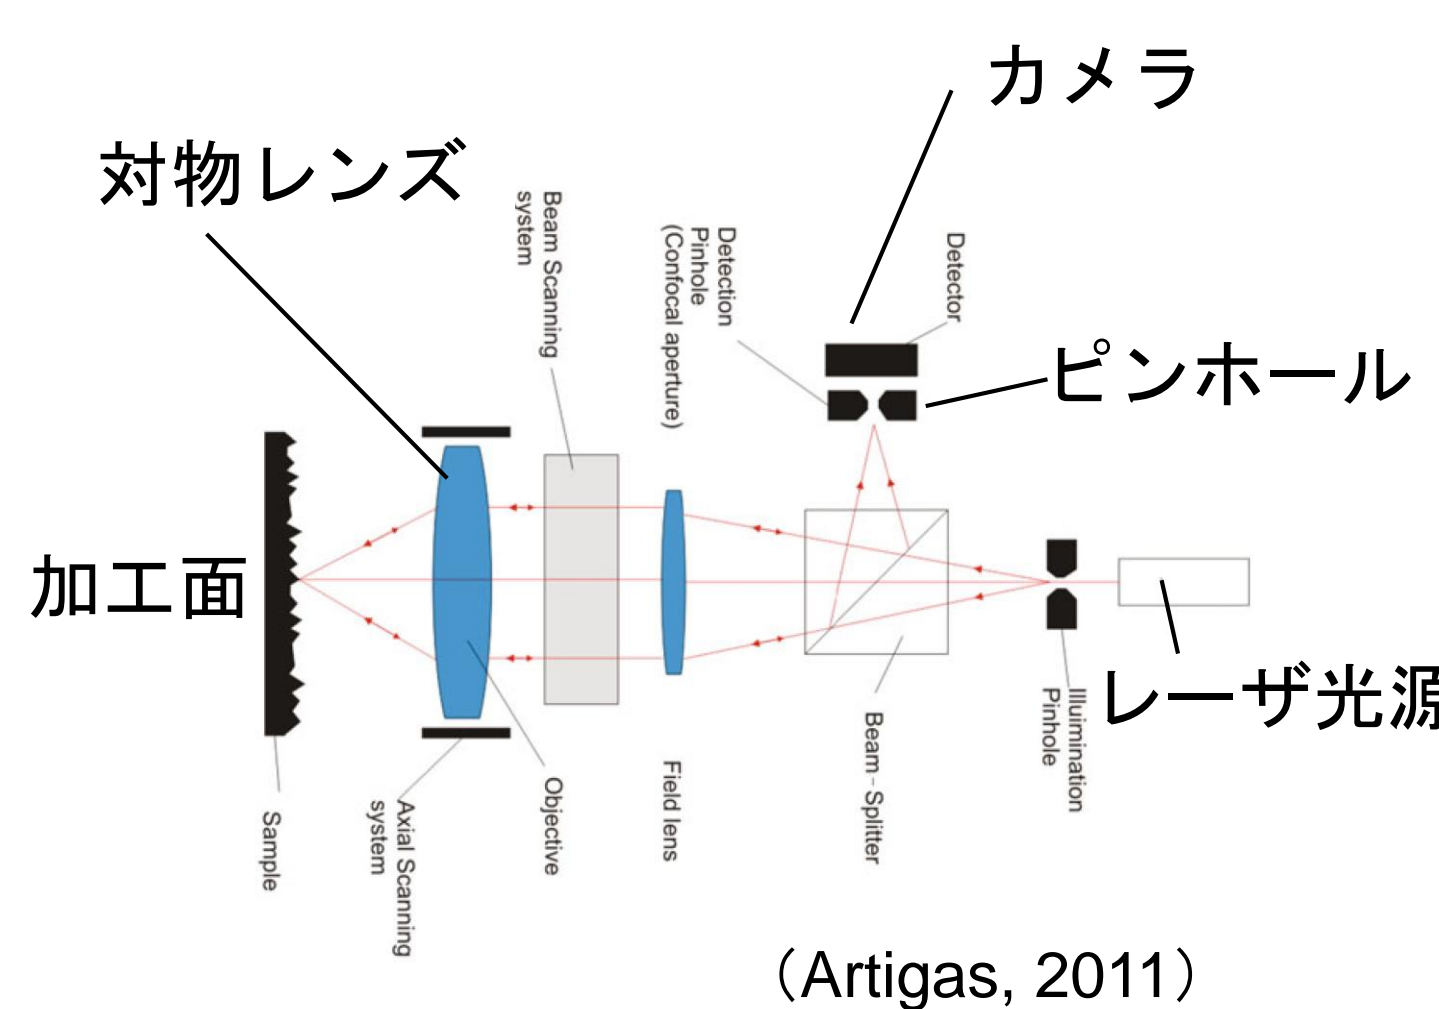 カメラ
対物レンズ
Beam Scanning
system
Detection
Pinhole
(Confocal aperture)
Detector
ピンホール
加工面
レーザ光源
Illuimination
Pinhole
Beam - Splitter
Field lens
Objective
Axial Scanning
system
Sample
（Artigas, 2011）